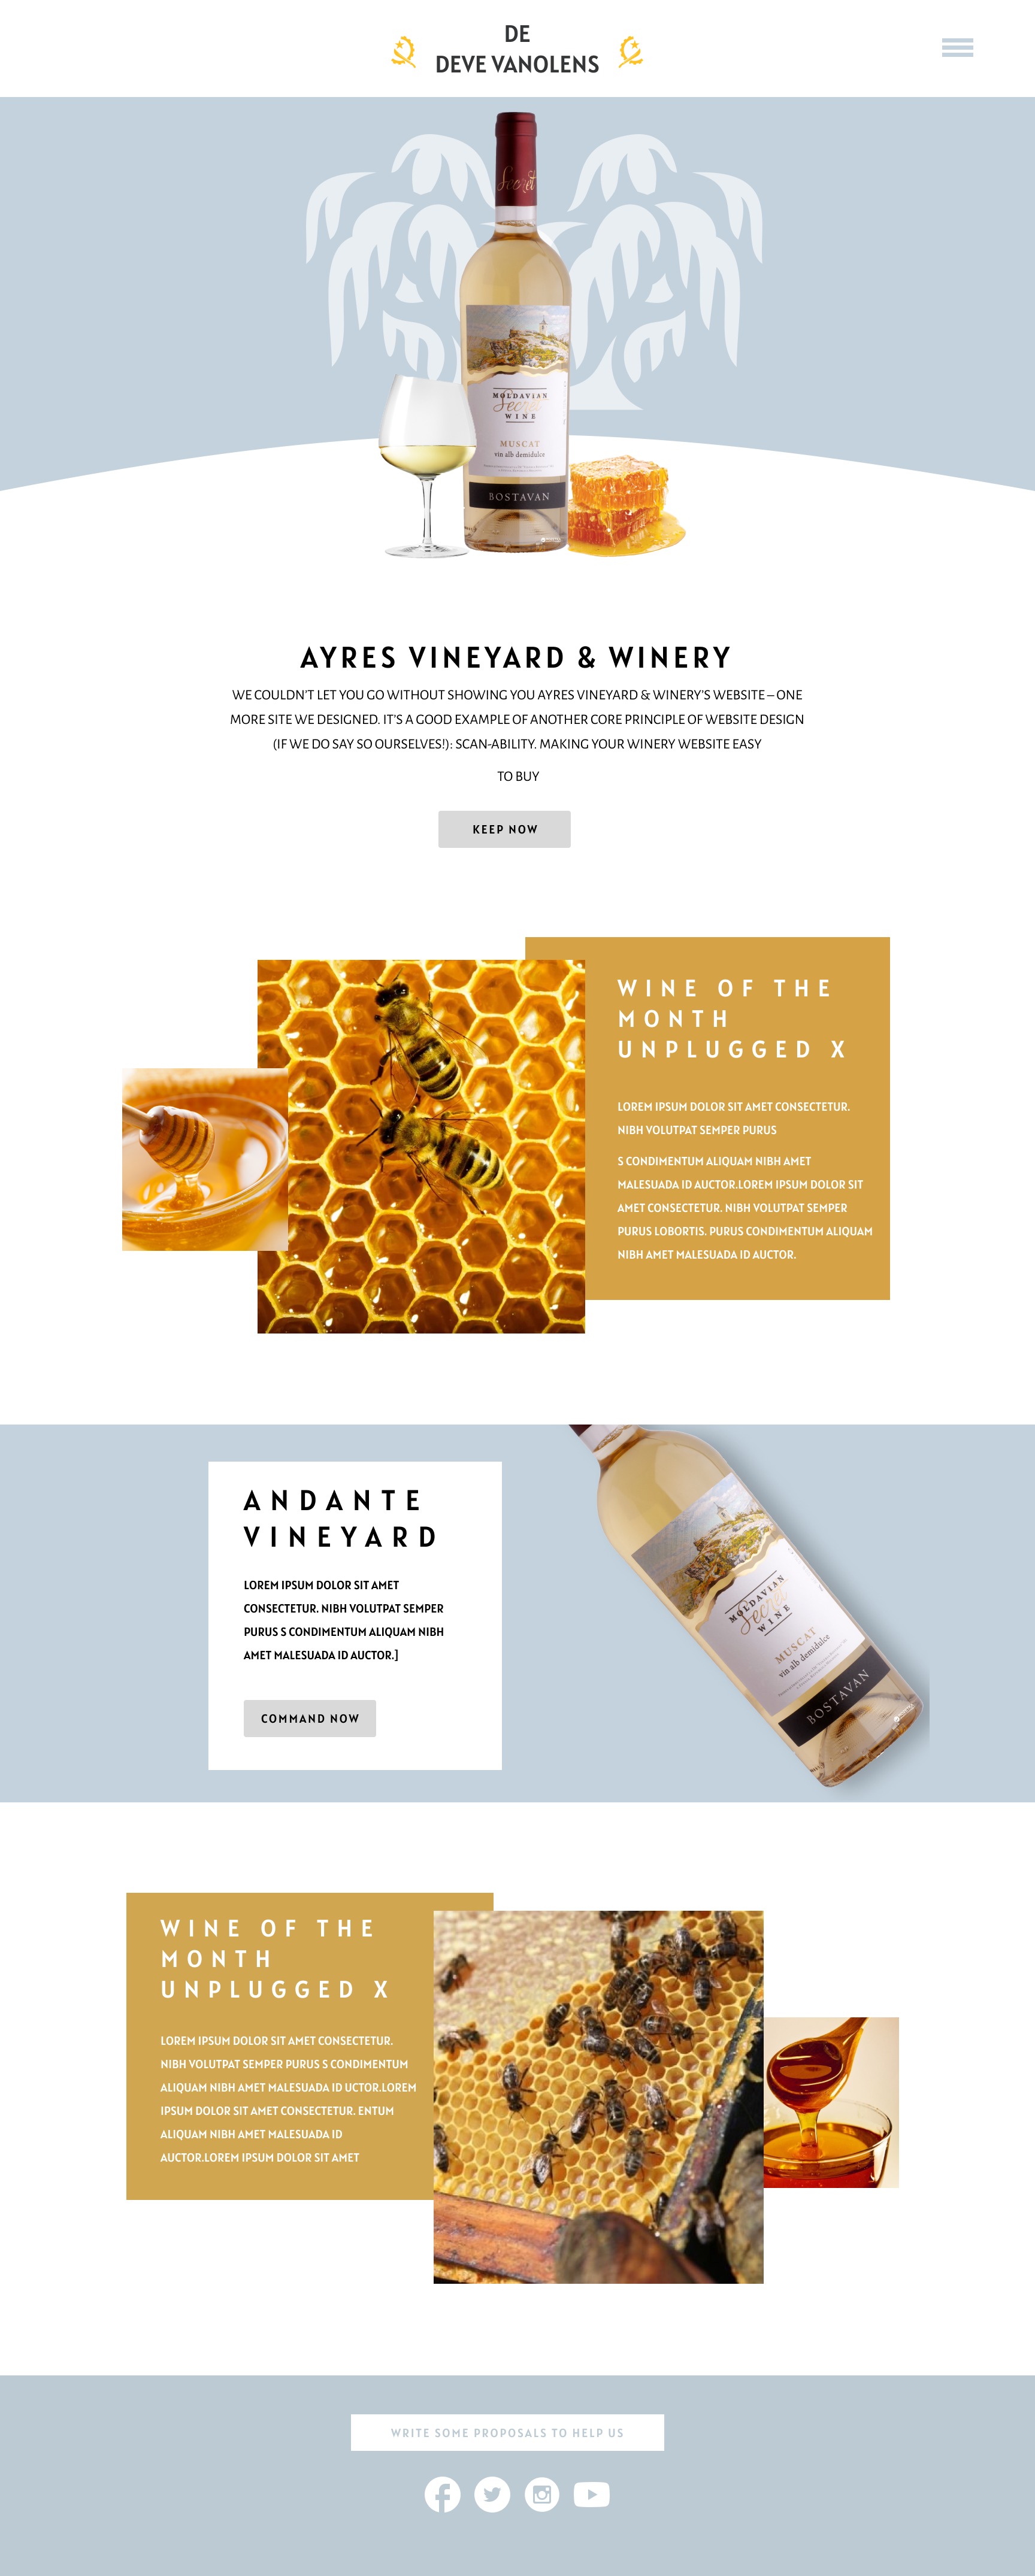 DE
DEVE VANOLENS
Secret
MOLDAVIAN
Secret
WINE
MUSCAT
vin alb demidulce
BOSTAVAN
AYRES VINEYARD & WINERY
WE COULDN'T LET YOU GO WITHOUT SHOWING YOU AYRES VINEYARD & WINERY'S WEBSITE – ONE
MORE SITE WE DESIGNED. IT'S A GOOD EXAMPLE OF ANOTHER CORE PRINCIPLE OF WEBSITE DESIGN
(IF WE DO SAY SO OURSELVES!): SCAN-ABILITY. MAKING YOUR WINERY WEBSITE EASY
TO BUY
KEEP NOW
WINE OF THE
MONTH
UNPLUGGED X
LOREM IPSUM DOLOR SIT AMET CONSECTETUR.
NIBH VOLUTPAT SEMPER PURUS
S CONDIMENTUM ALIQUAM NIBH AMET
MALESUADA ID AUCTOR.LOREM IPSUM DOLOR SIT
AMET CONSECTETUR. NIBH VOLUTPAT SEMPER
PURUS LOBORTIS. PURUS CONDIMENTUM ALIQUAM
NIBH AMET MALESUADA ID AUCTOR.
ANDANTE
VINEYARD
LOREM IPSUM DOLOR SIT AMET
CONSECTETUR. NIBH VOLUTPAT SEMPER
PURUS S CONDIMENTUM ALIQUAM NIBH
AMET MALESUADA ID AUCTOR.]
COMMAND NOW
MOLDAVIAN
Secret
WINE
MUSCAT
vin alb demidulce
BOSTAVAN
WINE OF THE
MONTH
UNPLUGGED X
LOREM IPSUM DOLOR SIT AMET CONSECTETUR.
NIBH VOLUTPAT SEMPER PURUS S CONDIMENTUM
ALIQUAM NIBH AMET MALESUADA ID UCTOR.LOREM
IPSUM DOLOR SIT AMET CONSECTETUR. ENTUM
ALIQUAM NIBH AMET MALESUADA ID
AUCTOR.LOREM IPSUM DOLOR SIT AMET
WRITE SOME PROPOSALS TO HELP US